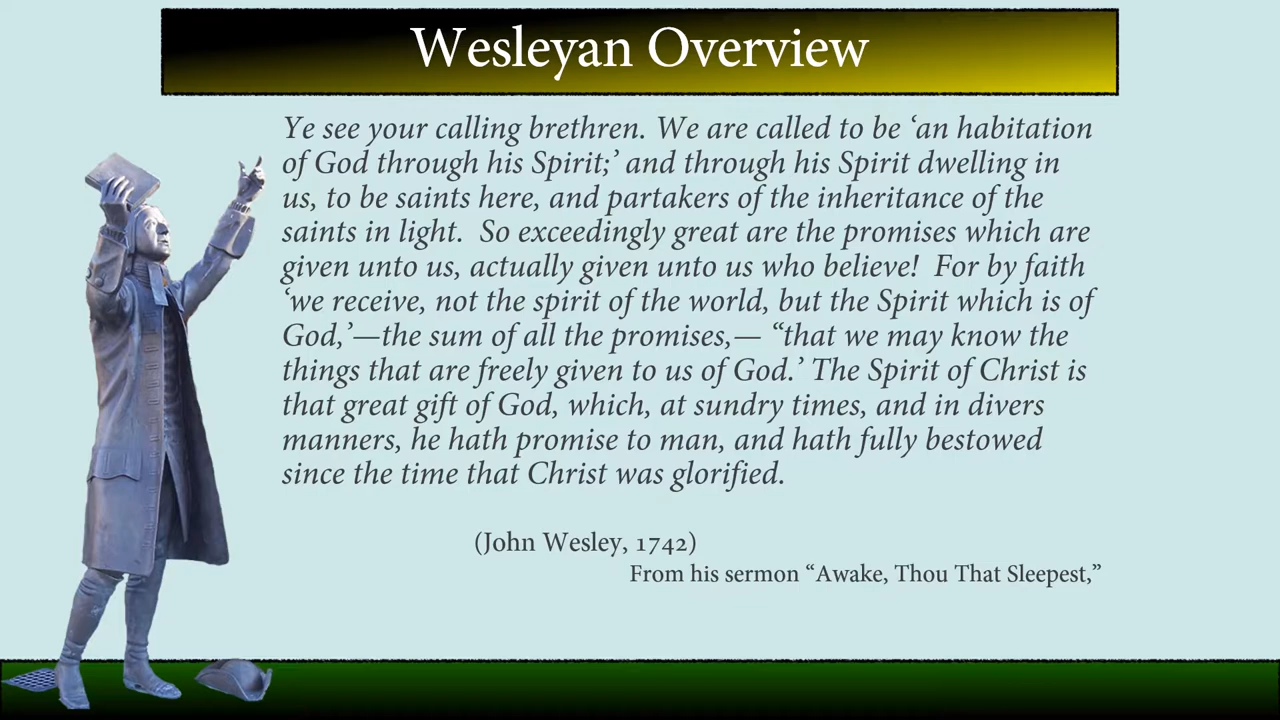 Wesleyan Overview
Ye see your calling brethren. We are called to be ‘an habitation
of God through his Spirit;’ and through his Spirit dwelling in
us, to be saints here, and partakers of the inheritance of the
saints in light.  So exceedingly great are the promises which are
given unto us, actually given unto us who believe!  For by faith
‘we receive, not the spirit of the world, but the Spirit which is of
God,’—the sum of all the promises,— “that we may know the
things that are freely given to us of God.’ The Spirit of Christ is
that great gift of God, which, at sundry times, and in divers
manners, he hath promise to man, and hath fully bestowed
since the time that Christ was glorified.
(John Wesley, 1742)
From his sermon “Awake, Thou That Sleepest,”